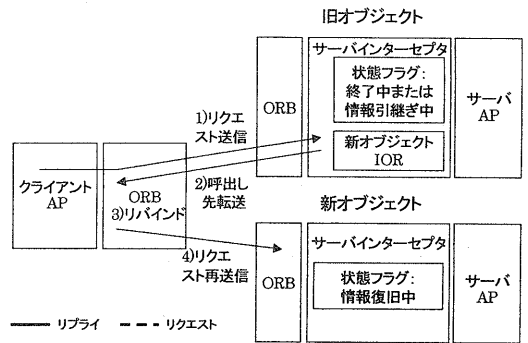 旧オブジェクト
サーバインターセプタ
状態フラグ:
終了中または
情報引継ぎ中
新オブジェクト
IOR
ORB
サーバ
AP
1)リクエ
スト送信
2)呼出し
先転送
クライアント
AP
ORB
3)リバインド
4)リクエ
スト再送信
新オブジェクト
サーバインターセプタ
状態フラグ:
情報復旧中
ORB
サーバ
AP
リプライ
リクエスト